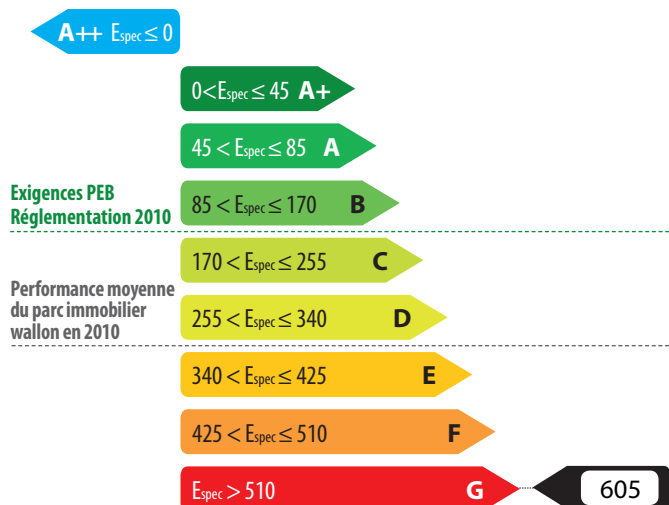 A++ Espec ≤ 0
0<Espec ≤ 45 A+
45 < Espec ≤ 85 A
Exigences PEB
Réglementation 2010
85 < Espec ≤ 170 B
170 < Espec ≤ 255 C
Performance moyenne
du parc immobilier
wallon en 2010
255 < Espec ≤ 340 D
340 < Espec ≤ 425 E
425 < Espec ≤ 510 F
Espec > 510 G 605